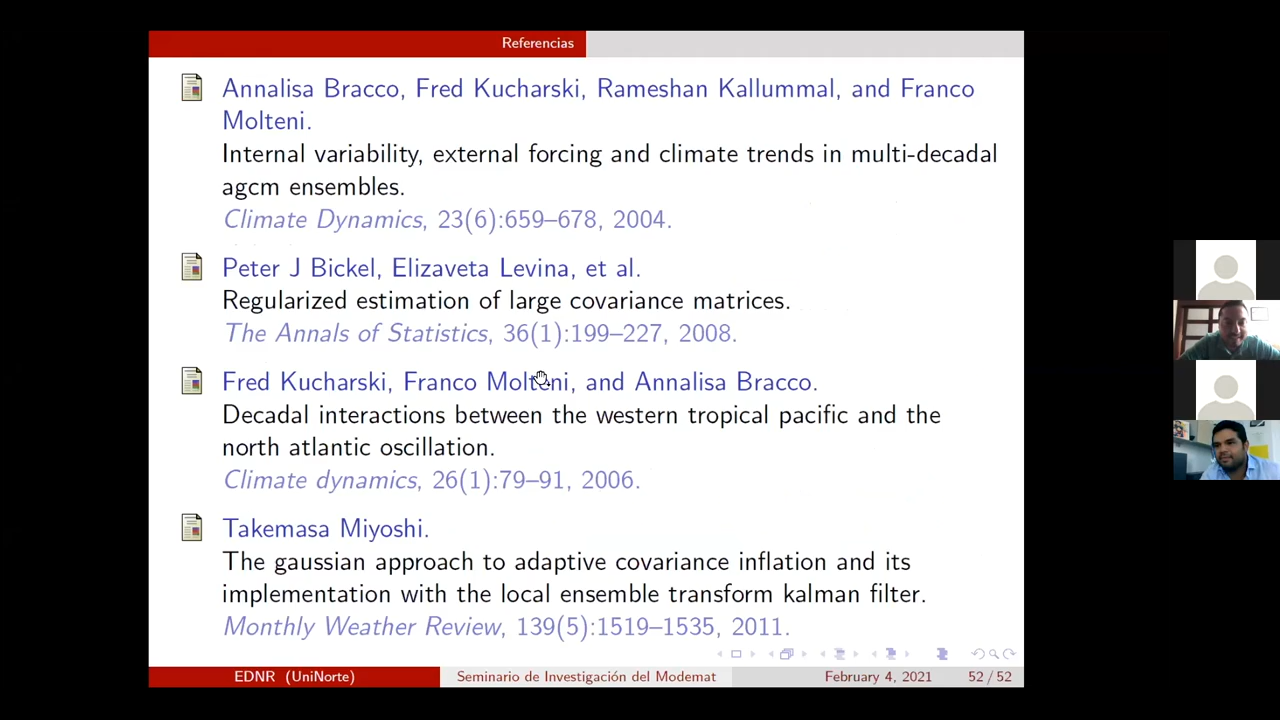 Referencias
Annalisa Bracco, Fred Kucharski, Rameshan Kallummal, and Franco
Molteni.
Internal variability, external forcing and climate trends in multi-decadal
agcm ensembles.
Climate Dynamics, 23(6):659–678, 2004.
Peter J Bickel, Elizaveta Levina, et al.
Regularized estimation of large covariance matrices.
The Annals of Statistics, 36(1):199–227, 2008.
Fred Kucharski, Franco Molteni, and Annalisa Bracco.
Decadal interactions between the western tropical pacific and the
north atlantic oscillation.
Climate dynamics, 26(1):79–91, 2006.
Takemasa Miyoshi.
The gaussian approach to adaptive covariance inflation and its
implementation with the local ensemble transform kalman filter.
Monthly Weather Review, 139(5):1519–1535, 2011.
EDNR (UniNorte) Seminario de Investigación del Modemat February 4, 2021 52 / 52